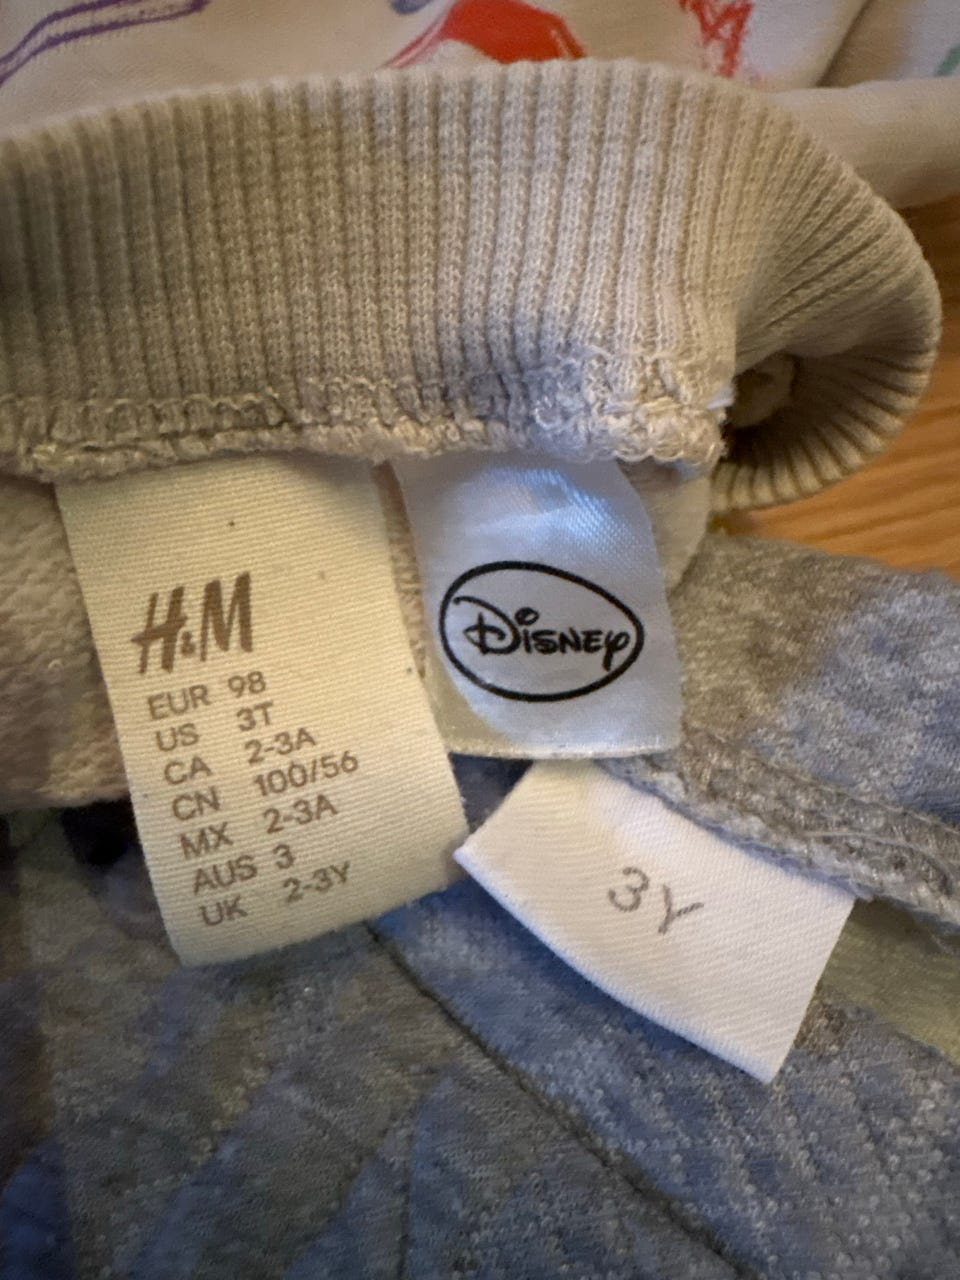 H&M
EUR 98
US 3T
CA 2-3A
CN 100/56
MX 2-3A
AUS 3
UK 2-3Y
Disney
3Y